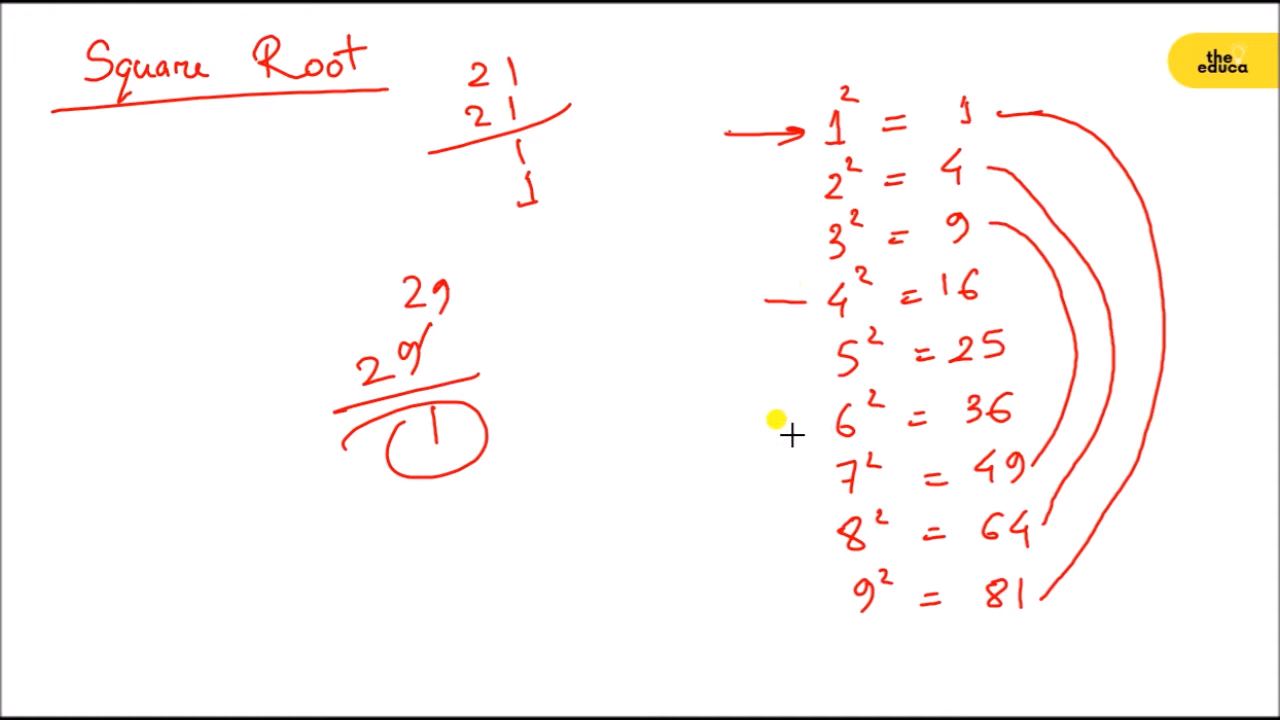 Square Root
21
21
1
1
29
29
1
the
educa
1² = 1
2² = 4
3² = 9
4² = 16
5² = 25
6² = 36
7² = 49
8² = 64
9² = 81